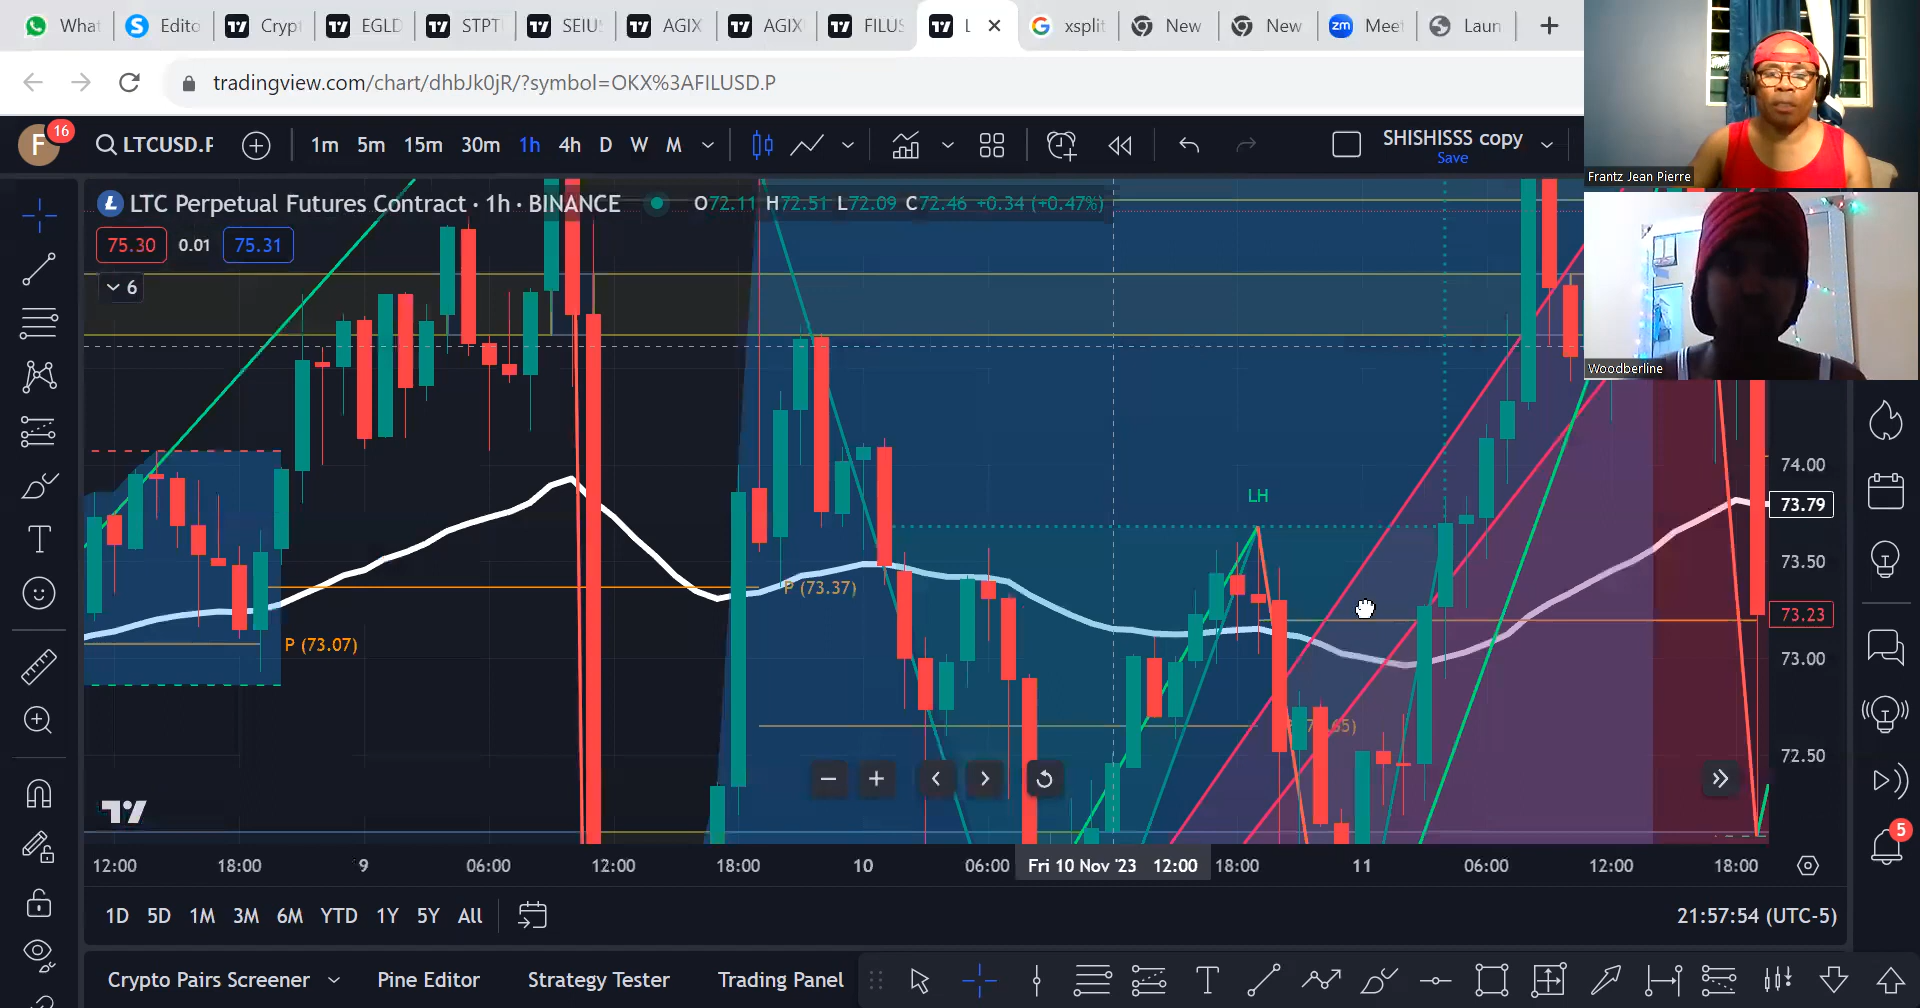 What
Edito
Crypt
EGLD
STPT
SEIU
AGIX
AGIX
FILUS
L
xsplit
New
New
Meet
Laun
tradingview.com/chart/dhbJk0jR/?symbol=OKX%3AFILUSD.P
F 16 LTCUSD.P 1m 5m 15m 30m 1h 4h D W M SHISHISSS copy
Save
Frantz Jean Pierre
LTC Perpetual Futures Contract · 1h · BINANCE O72.11 H72.51 L72.09 C72.46 +0.34 (+0.47%)
75.30 0.01 75.31
6
Woodberline
74.00
LH
73.79
73.50
P (73.37)
73.23
P (73.07)
73.00
72.50
12:00 18:00 9 06:00 12:00 18:00 10 06:00 Fri 10 Nov '23 12:00 18:00 11 06:00 12:00 18:00
5
1D 5D 1M 3M 6M YTD 1Y 5Y All 21:57:54 (UTC-5)
Crypto Pairs Screener Pine Editor Strategy Tester Trading Panel